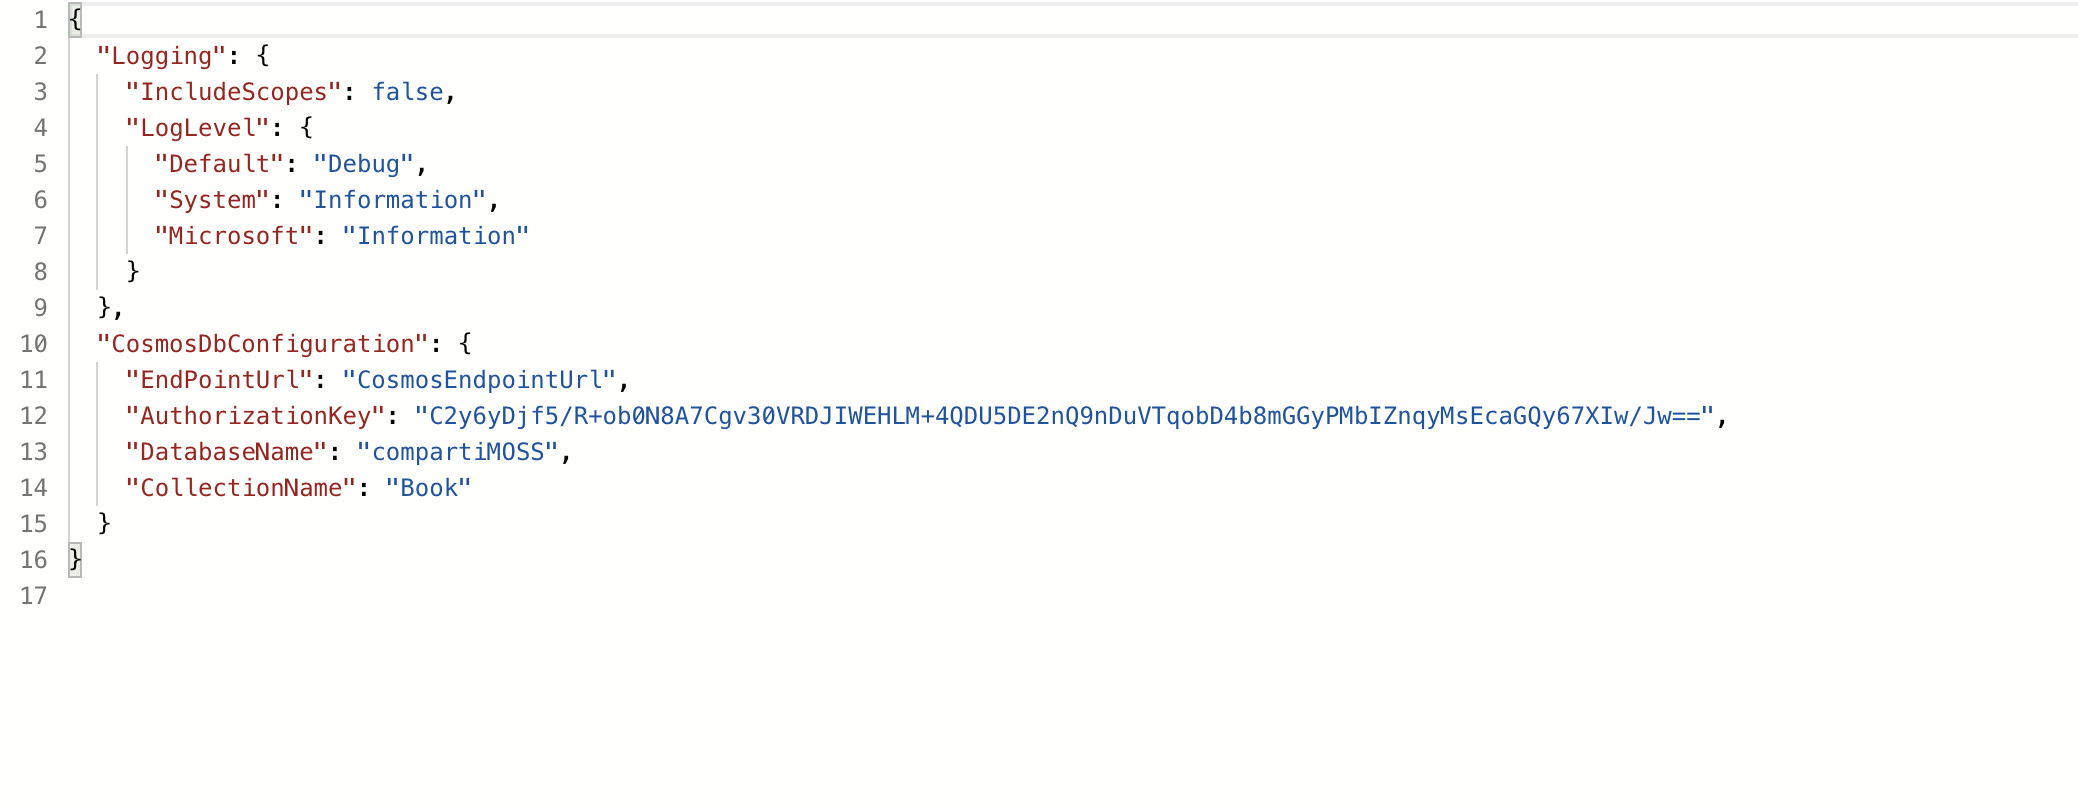 1 {
2   "Logging": {
3     "IncludeScopes": false,
4     "LogLevel": {
5       "Default": "Debug",
6       "System": "Information",
7       "Microsoft": "Information"
8     }
9   },
10   "CosmosDbConfiguration": {
11     "EndPointUrl": "CosmosEndpointUrl",
12     "AuthorizationKey": "C2y6yDjf5/R+ob0N8A7Cgv30VRDJIWEHLM+4QDU5DE2nQ9nDuVTqobD4b8mGGyPMbIZnqyMsEcaGQy67XIw/Jw==",
13     "DatabaseName": "compartiMOSS",
14     "CollectionName": "Book"
15   }
16 }
17